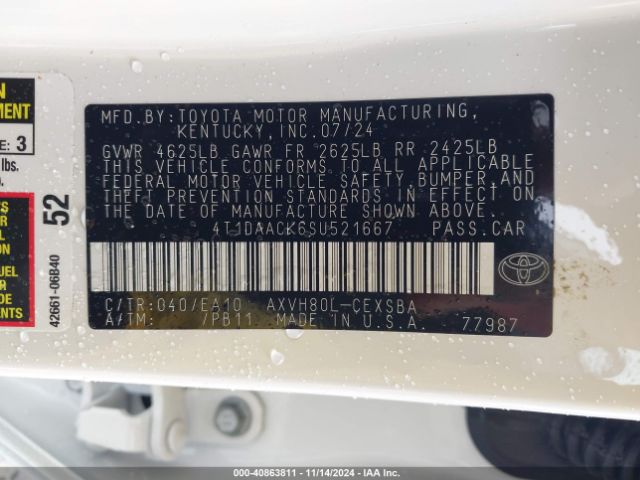 N
MENT
E: 3
lbs.
52
42661-06B40
MFD.BY:TOYOTA MOTOR MANUFACTURING,
KENTUCKY,INC.07/24
GVWR 4625LB GAWR FR 2625LB RR 2425LB
THIS VEHICLE CONFORMS TO ALL APPLICABLE
FEDERAL MOTOR VEHICLE SAFETY,BUMPER,AND
THEFT PREVENTION STANDARDS IN EFFECT ON
THE DATE OF MANUFACTURE SHOWN ABOVE.
4T1DAACK6SU521667 PASS.CAR
C/TR:040/EA10 AXVH80L-CEXSBA
A/TM: /PB11 MADE IN U.S.A. 77987
000-40863811 - 11/14/2024 - IAA Inc.